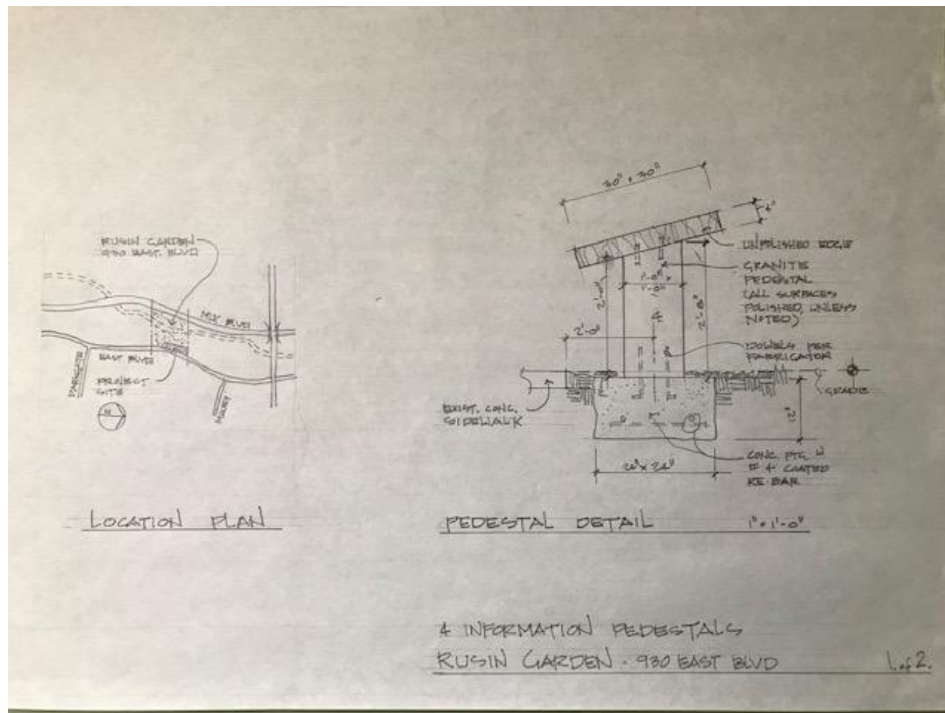 RUSIN GARDEN
930 EAST. BLVD
MLK BLVD
EAST BLVD
PROJECT
SITE
N
LOCATION PLAN
30" x 30"
UNPOLISHED EDGE
GRANITE
PEDESTAL
(ALL SURFACES
POLISHED, UNLESS
NOTED)
2'-0"
DOWELS PER
FABRICATOR
GRADE
EXIST. CONC.
SIDEWALK
CONC. FTG. W
# 4 COATED
RE-BAR
PEDESTAL DETAIL
1" = 1'-0"
4 INFORMATION PEDESTALS
RUSIN GARDEN - 930 EAST BLVD
1 of 2.